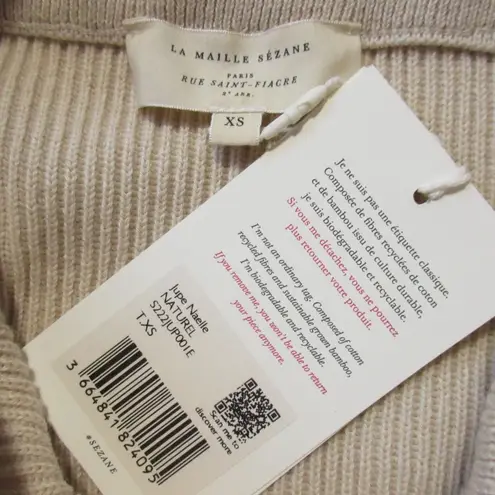 LA MAILLE SÉZANE
PARIS
RUE SAINT-FIACRE
2e ARR.
XS
Je ne suis pas une étiquette classique.
Composée de fibres recyclées de coton
et de bambou issu de culture durable,
je suis biodégradable et recyclable.
Si vous me détachez, vous ne pourrez
plus retourner votre produit.
I'm not an ordinary tag. Composed of cotton
recycled fibres and sustainable grown bamboo,
I'm biodegradable and recyclable.
If you remove me, you won't be able to return
your piece anymore.
Jupe Naelle
NATUREL
S222JUP001E
T.XS
3 664841 824095
Scan me to
discover more
#SEZANE